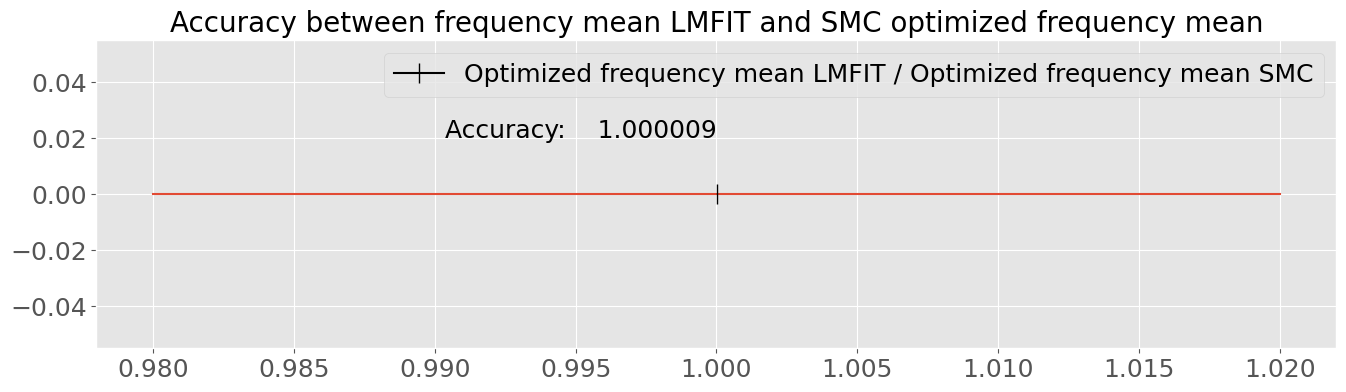 Accuracy between frequency mean LMFIT and SMC optimized frequency mean
Optimized frequency mean LMFIT / Optimized frequency mean SMC
Accuracy: 1.000009
0.04
0.02
0.00
−0.02
−0.04
0.980 0.985 0.990 0.995 1.000 1.005 1.010 1.015 1.020